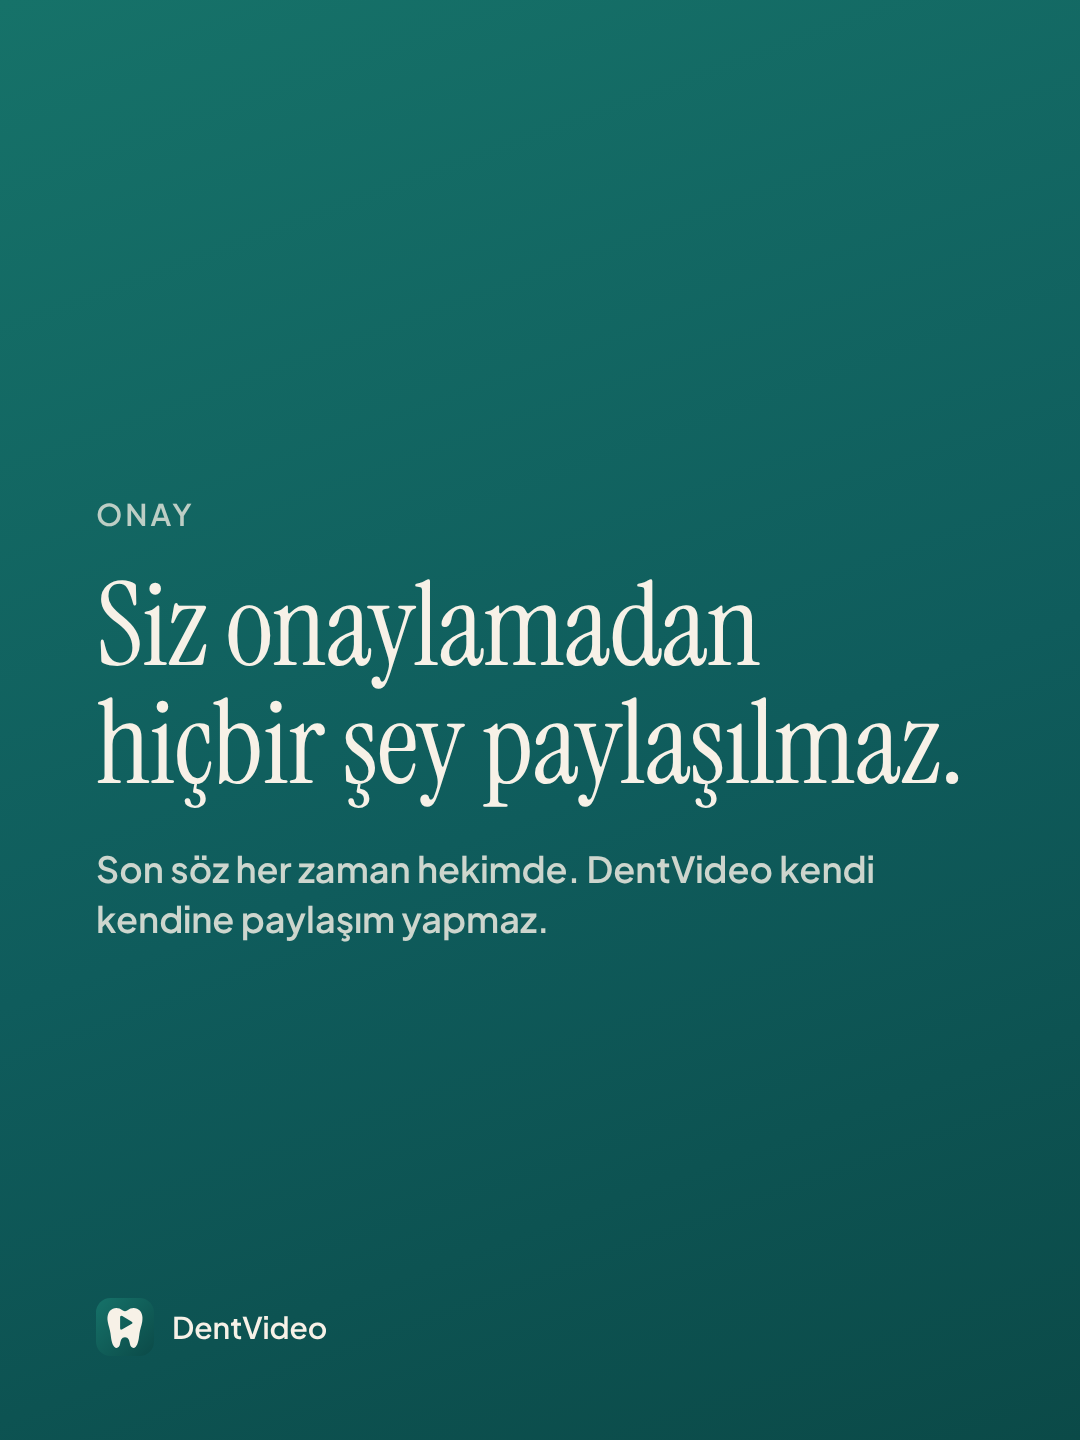 ONAY
Siz onaylamadan
hiçbir şey paylaşılmaz.
Son söz her zaman hekimde. DentVideo kendi
kendine paylaşım yapmaz.
DentVideo